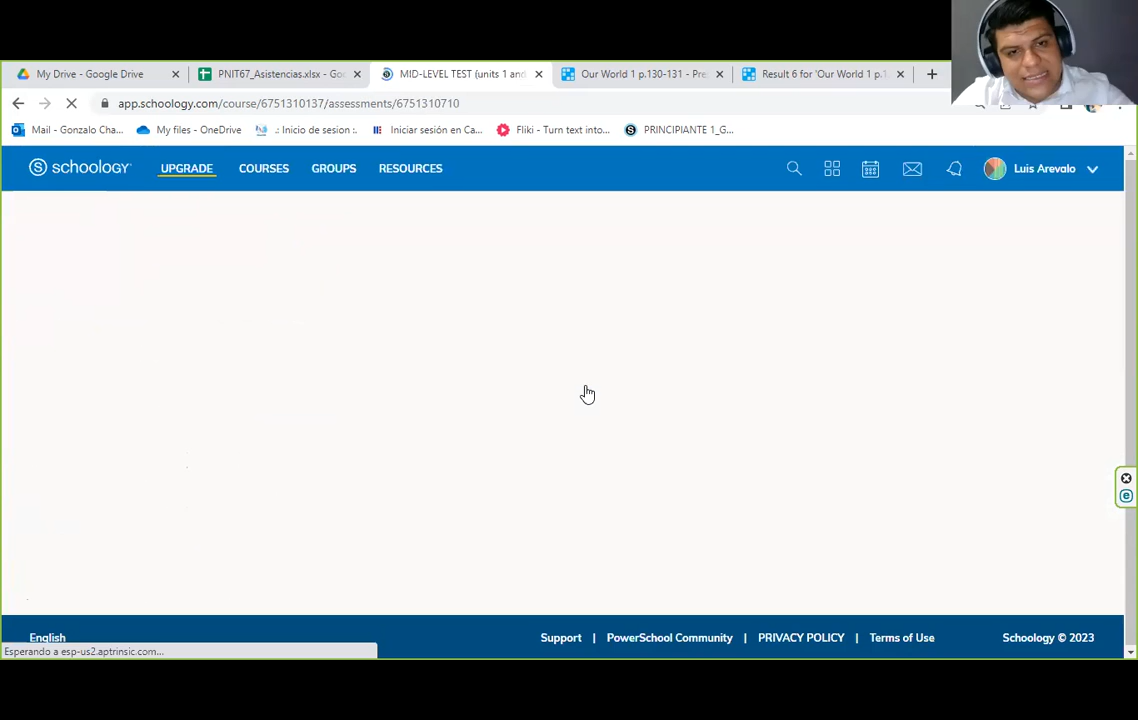 My Drive - Google Drive
PNIT67_Asistencias.xlsx - Goo
MID-LEVEL TEST (units 1 and
Our World 1 p.130-131 - Pre
Result 6 for 'Our World 1 p.1
app.schoology.com/course/6751310137/assessments/6751310710
Mail - Gonzalo Cha...
My files - OneDrive
.: Inicio de sesion :.
Iniciar sesión en Ca...
Fliki - Turn text into...
PRINCIPIANTE 1_G...
S schoology
UPGRADE
COURSES
GROUPS
RESOURCES
Luis Arevalo
English
Support | PowerSchool Community | PRIVACY POLICY | Terms of Use
Schoology © 2023
Esperando a esp-us2.aptrinsic.com...